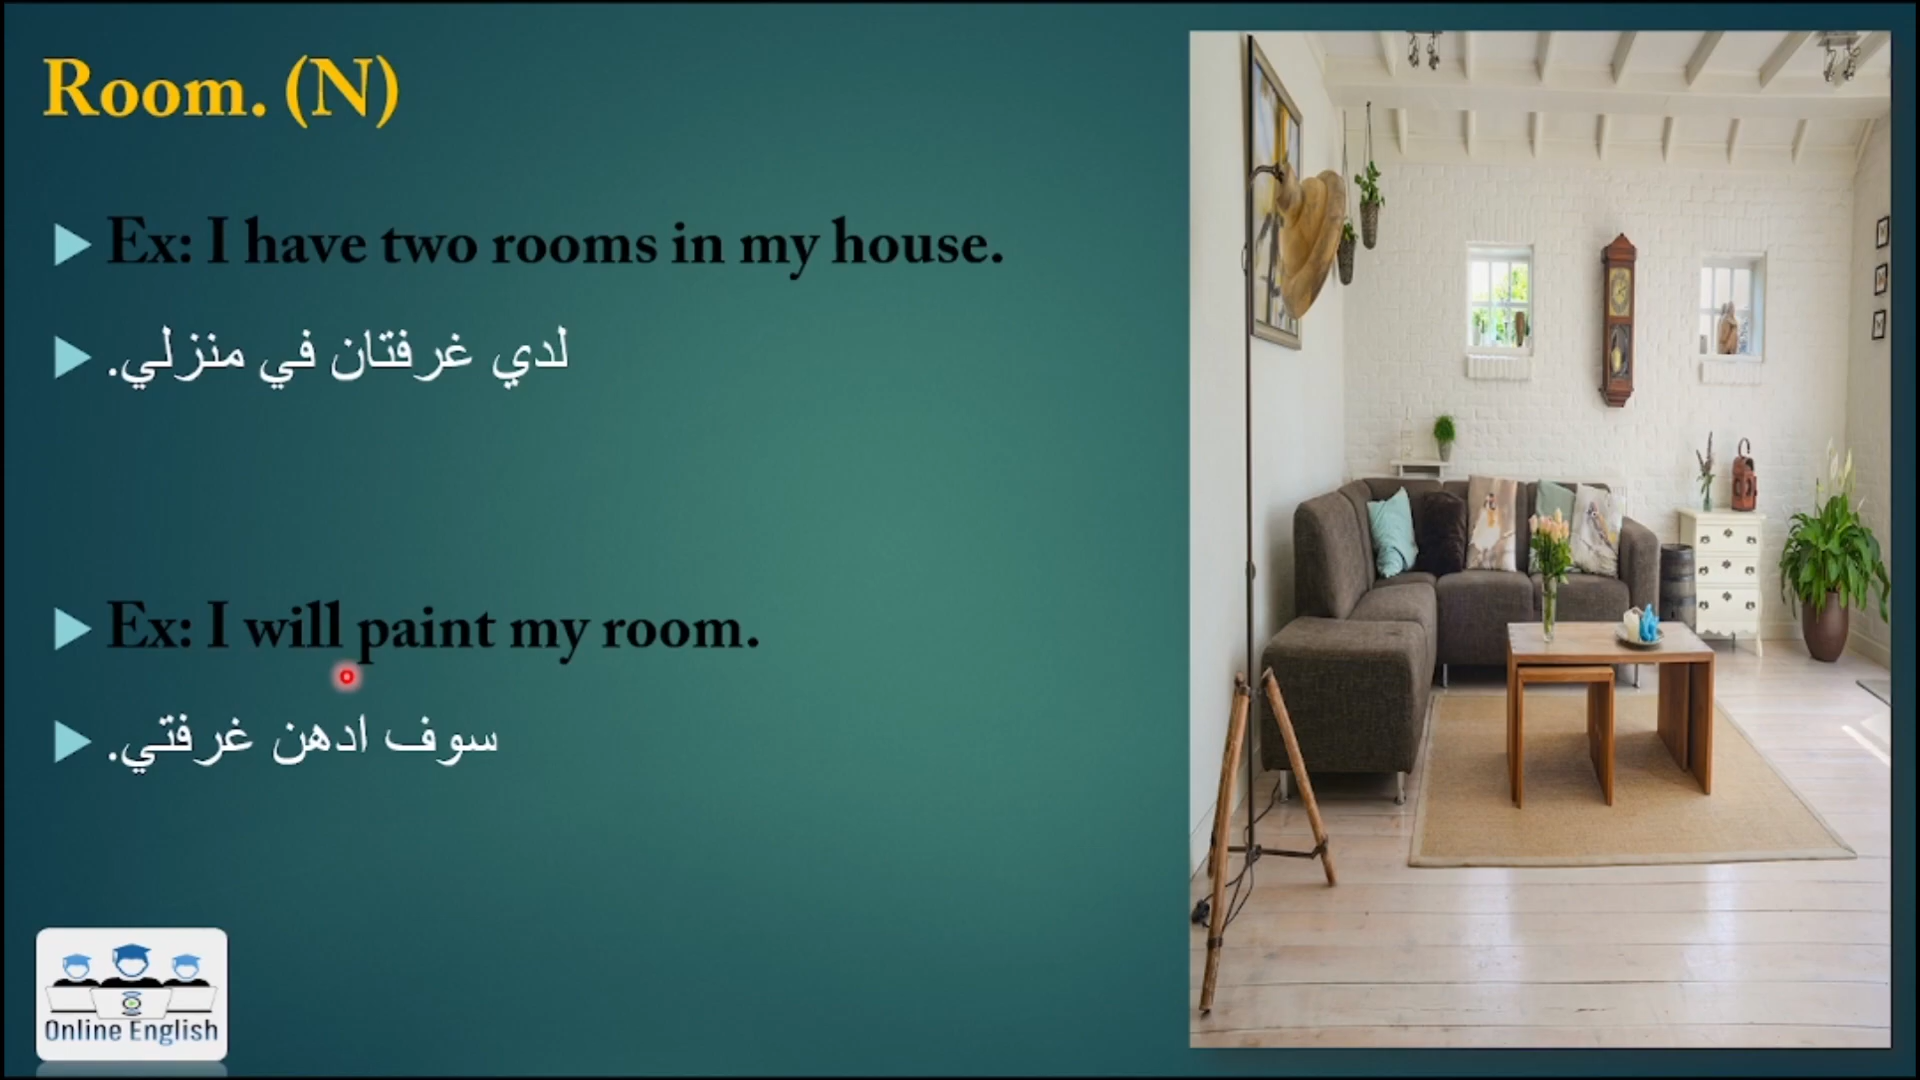 Room. (N)
Ex: I have two rooms in my house.
لدي غرفتان في منزلي.
Ex: I will paint my room.
سوف ادهن غرفتي.
Online English